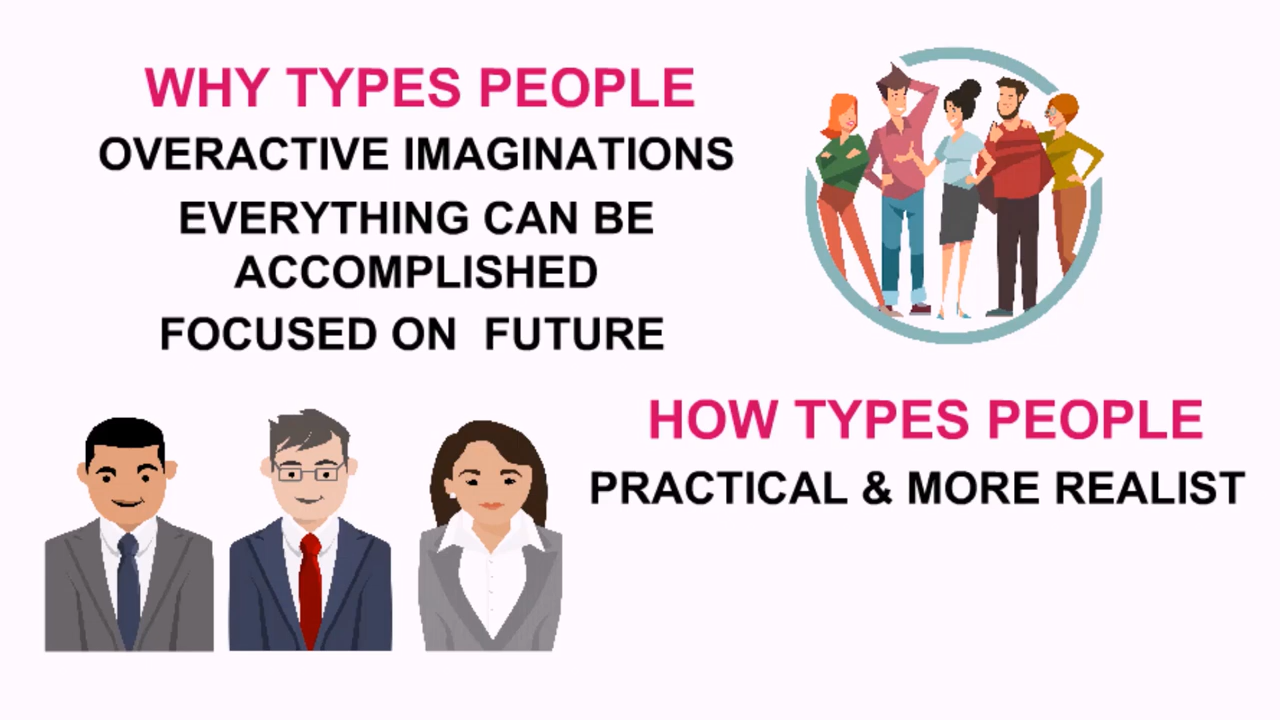 WHY TYPES PEOPLE
OVERACTIVE IMAGINATIONS
EVERYTHING CAN BE
ACCOMPLISHED
FOCUSED ON FUTURE
HOW TYPES PEOPLE
PRACTICAL & MORE REALIST